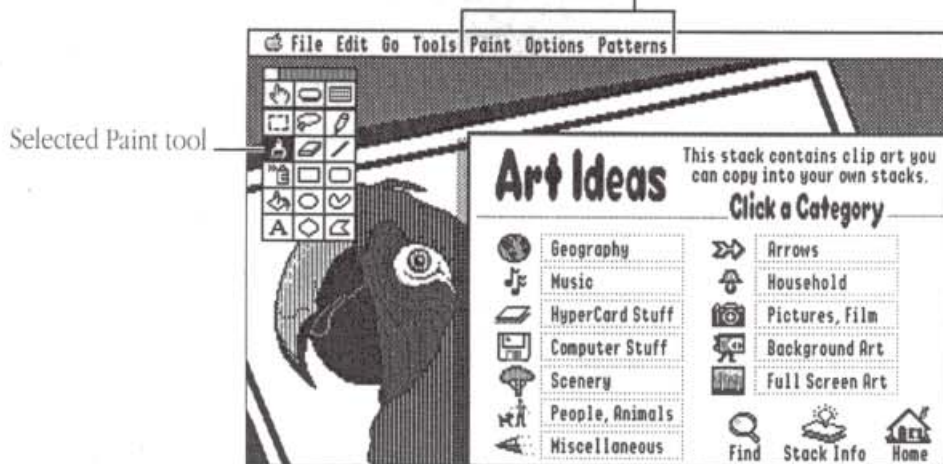 File Edit Go Tools Paint Options Patterns
Selected Paint tool
A
Art Ideas
This stack contains clip art you
can copy into your own stacks.
Click a Category
Geography
Music
HyperCard Stuff
Computer Stuff
Scenery
People, Animals
Miscellaneous
Arrows
Household
Pictures, Film
Background Art
Full Screen Art
Find
Stack Info
Home